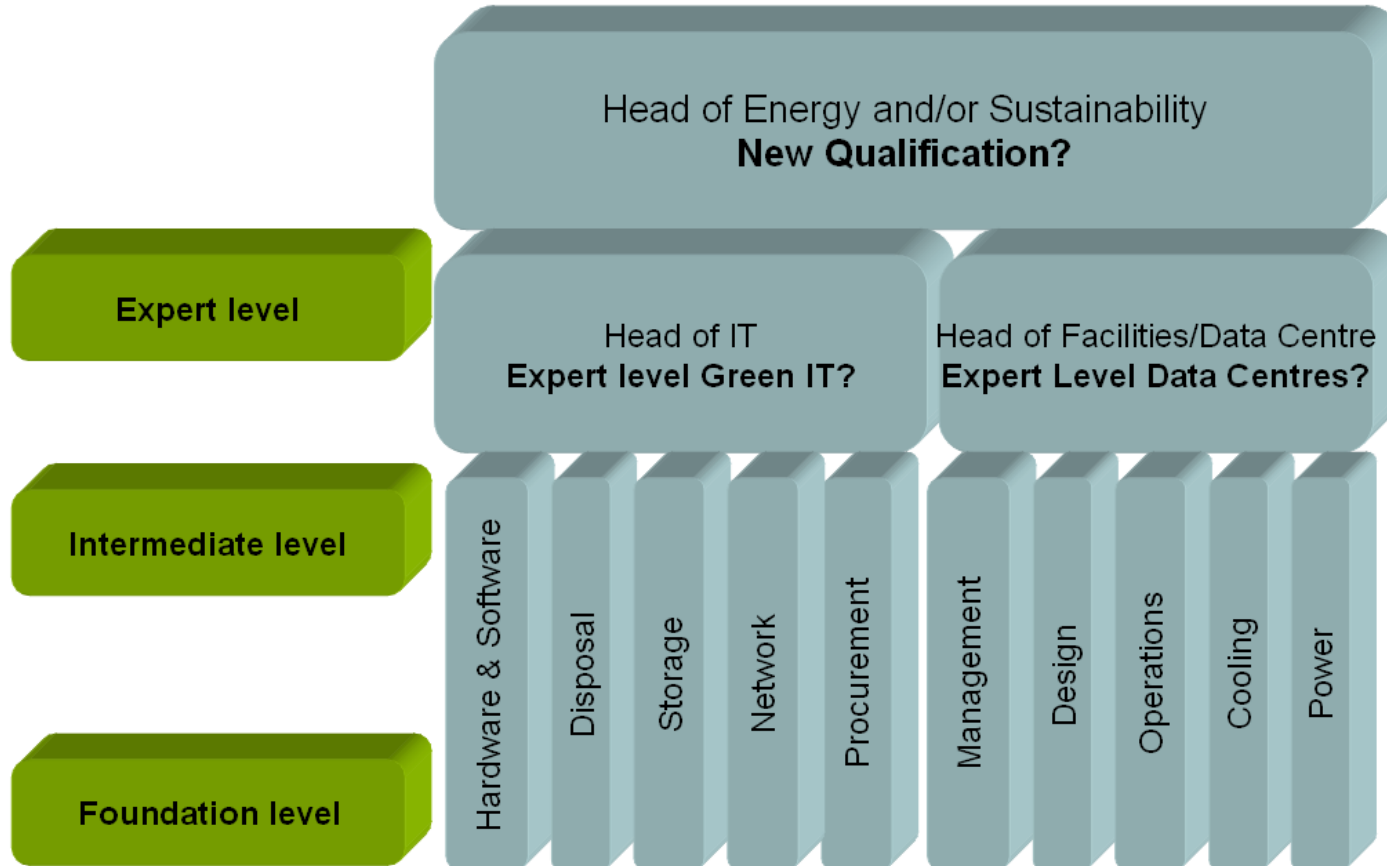 Head of Energy and/or Sustainability
New Qualification?
Expert level
Head of IT
Expert level Green IT?
Head of Facilities/Data Centre
Expert Level Data Centres?
Intermediate level
Foundation level
Hardware & Software
Disposal
Storage
Network
Procurement
Management
Design
Operations
Cooling
Power